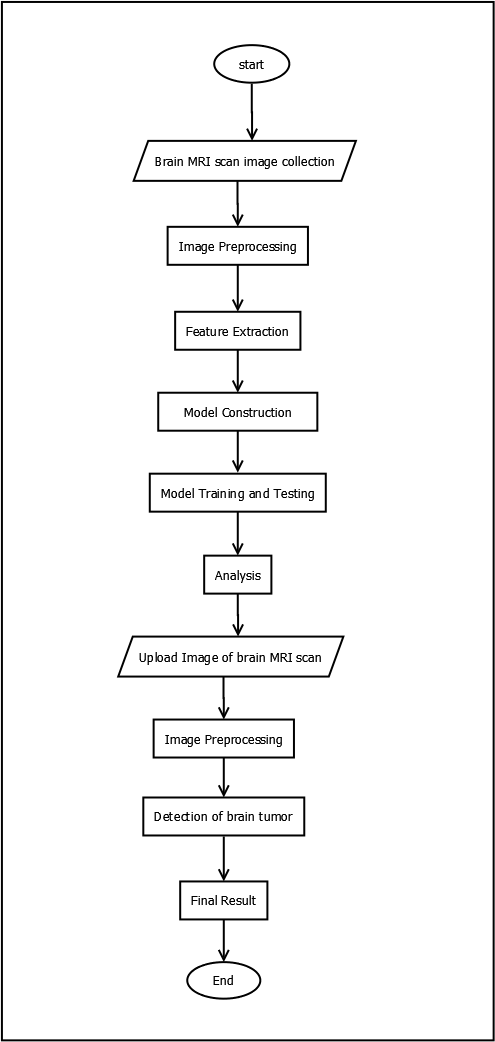 start
Brain MRI scan image collection
Image Preprocessing
Feature Extraction
Model Construction
Model Training and Testing
Analysis
Upload Image of brain MRI scan
Image Preprocessing
Detection of brain tumor
Final Result
End